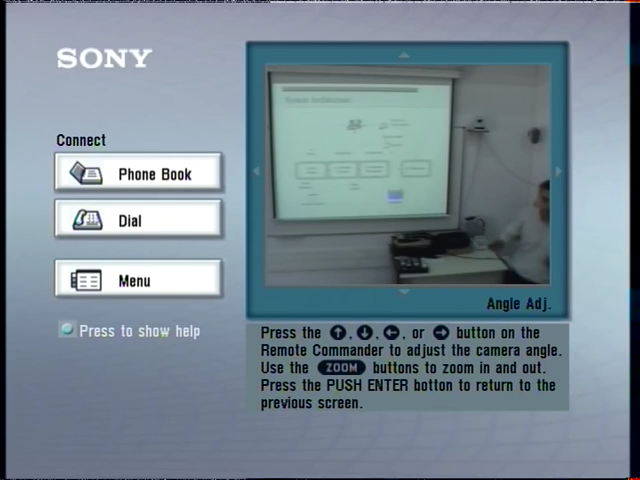 SONY
Connect
Phone Book
Dial
Menu
Press to show help
System Architecture
Angle Adj.
Press the ↑, ↓, ←, or → button on the
Remote Commander to adjust the camera angle.
Use the ZOOM buttons to zoom in and out.
Press the PUSH ENTER botton to return to the
previous screen.